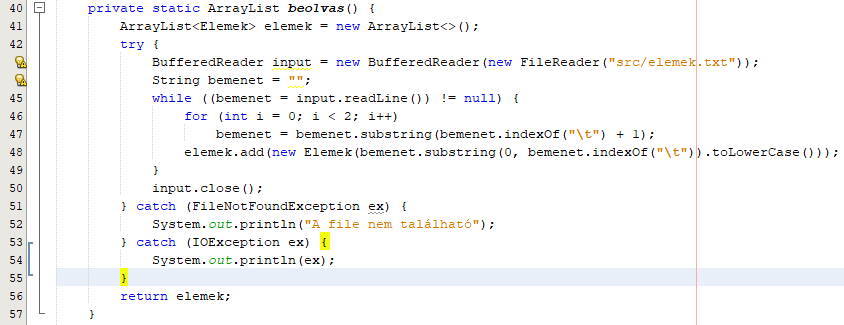 40 private static ArrayList beolvas() {
41 ArrayList<Elemek> elemek = new ArrayList<>();
42 try {
BufferedReader input = new BufferedReader(new FileReader("src/elemek.txt"));
String bemenet = "";
45 while ((bemenet = input.readLine()) != null) {
46 for (int i = 0; i < 2; i++)
47 bemenet = bemenet.substring(bemenet.indexOf("\t") + 1);
48 elemek.add(new Elemek(bemenet.substring(0, bemenet.indexOf("\t")).toLowerCase()));
49 }
50 input.close();
51 } catch (FileNotFoundException ex) {
52 System.out.println("A file nem található");
53 } catch (IOException ex) {
54 System.out.println(ex);
55 }
56 return elemek;
57 }